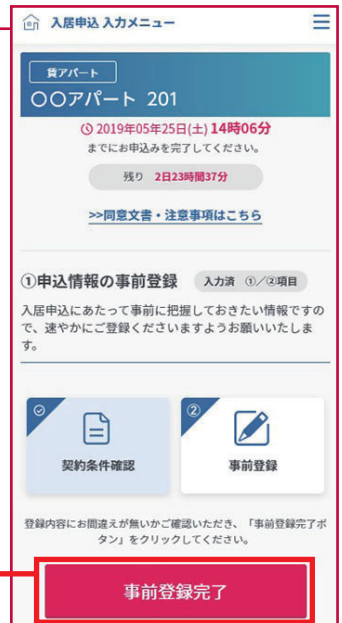 入居申込 入力メニュー
賃アパート
〇〇アパート 201
2019年05年25日(土) 14時06分
までにお申込みを完了してください。
残り 2日23時間37分
>>同意文書・注意事項はこちら
①申込情報の事前登録 入力済 ①／②項目
入居申込にあたって事前に把握しておきたい情報ですの
で、速やかにご登録くださいますようお願いいたしま
す。
②
契約条件確認 事前登録
登録内容にお間違えが無いかご確認いただき、「事前登録完了ボ
タン」をクリックしてください。
事前登録完了